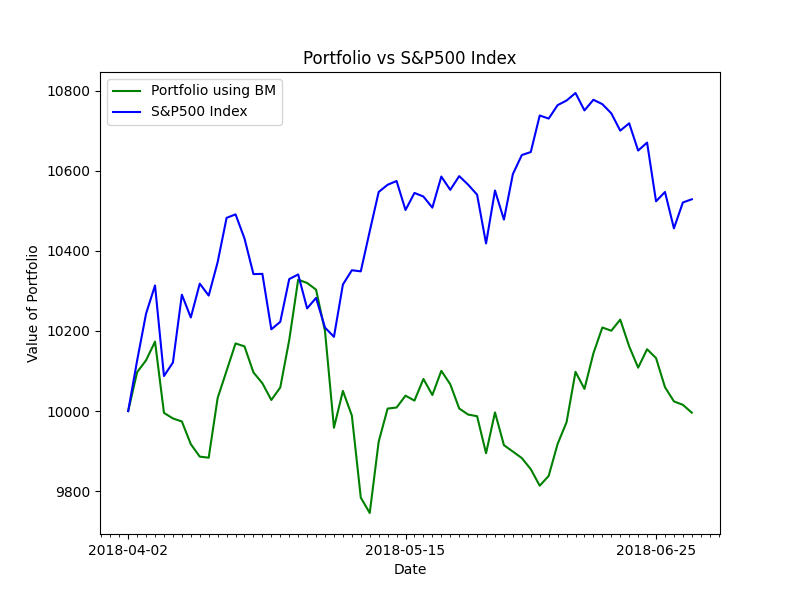 Portfolio vs S&P500 Index
Portfolio using BM
S&P500 Index
Value of Portfolio
10800
10600
10400
10200
10000
9800
2018-04-02
2018-05-15
2018-06-25
Date